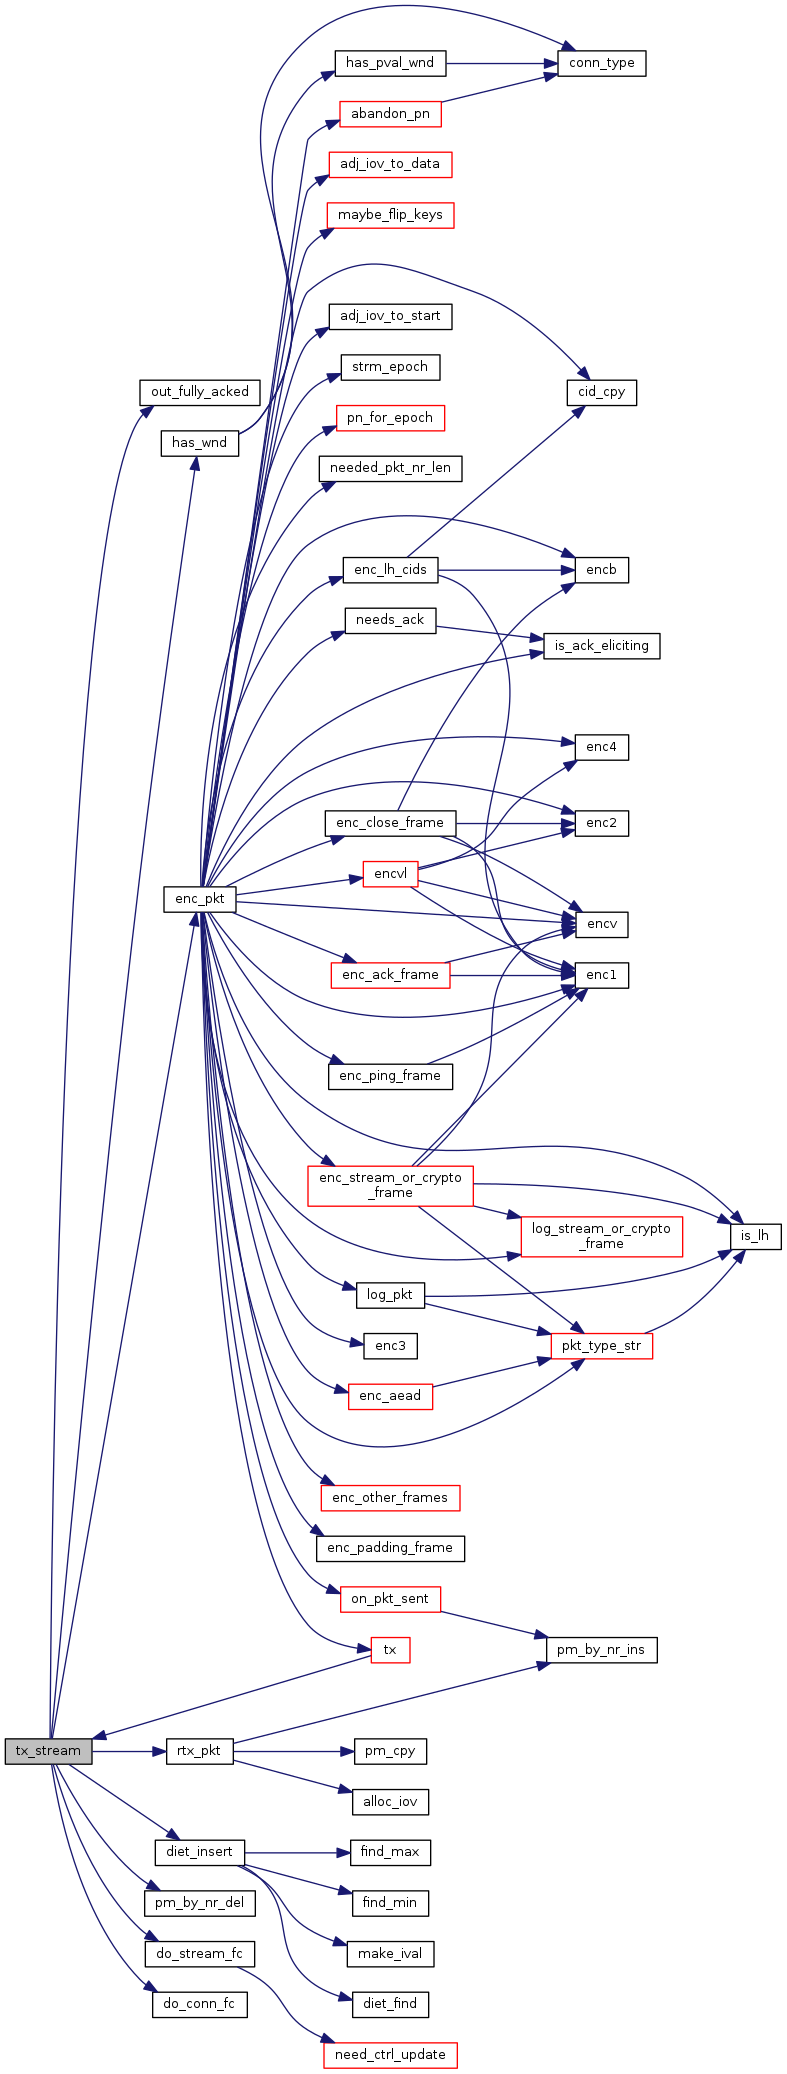 has_pval_wnd
conn_type
abandon_pn
adj_iov_to_data
maybe_flip_keys
adj_iov_to_start
strm_epoch
out_fully_acked
cid_cpy
pn_for_epoch
has_wnd
needed_pkt_nr_len
enc_lh_cids
encb
needs_ack
is_ack_eliciting
enc4
enc_close_frame
enc2
encvl
enc_pkt
encv
enc_ack_frame
enc1
enc_ping_frame
enc_stream_or_crypto
_frame
log_stream_or_crypto
_frame
is_lh
log_pkt
enc3
pkt_type_str
enc_aead
enc_other_frames
enc_padding_frame
on_pkt_sent
tx
pm_by_nr_ins
tx_stream
rtx_pkt
pm_cpy
alloc_iov
diet_insert
find_max
pm_by_nr_del
find_min
do_stream_fc
make_ival
do_conn_fc
diet_find
need_ctrl_update